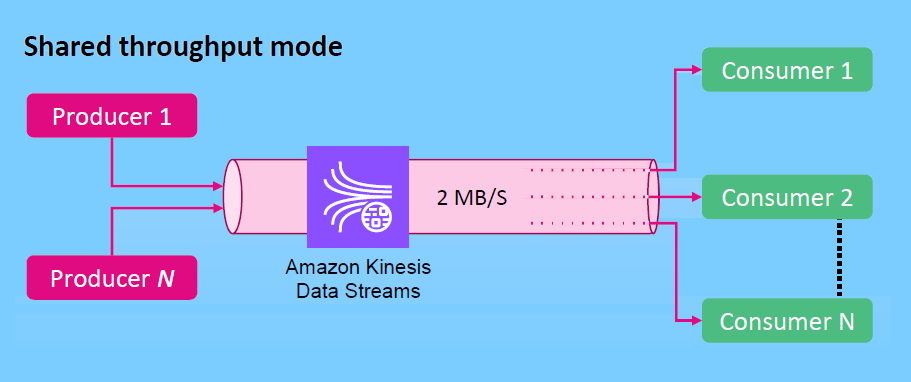 Shared throughput mode
Producer 1
Producer N
Amazon Kinesis
Data Streams
2 MB/S
Consumer 1
Consumer 2
Consumer N